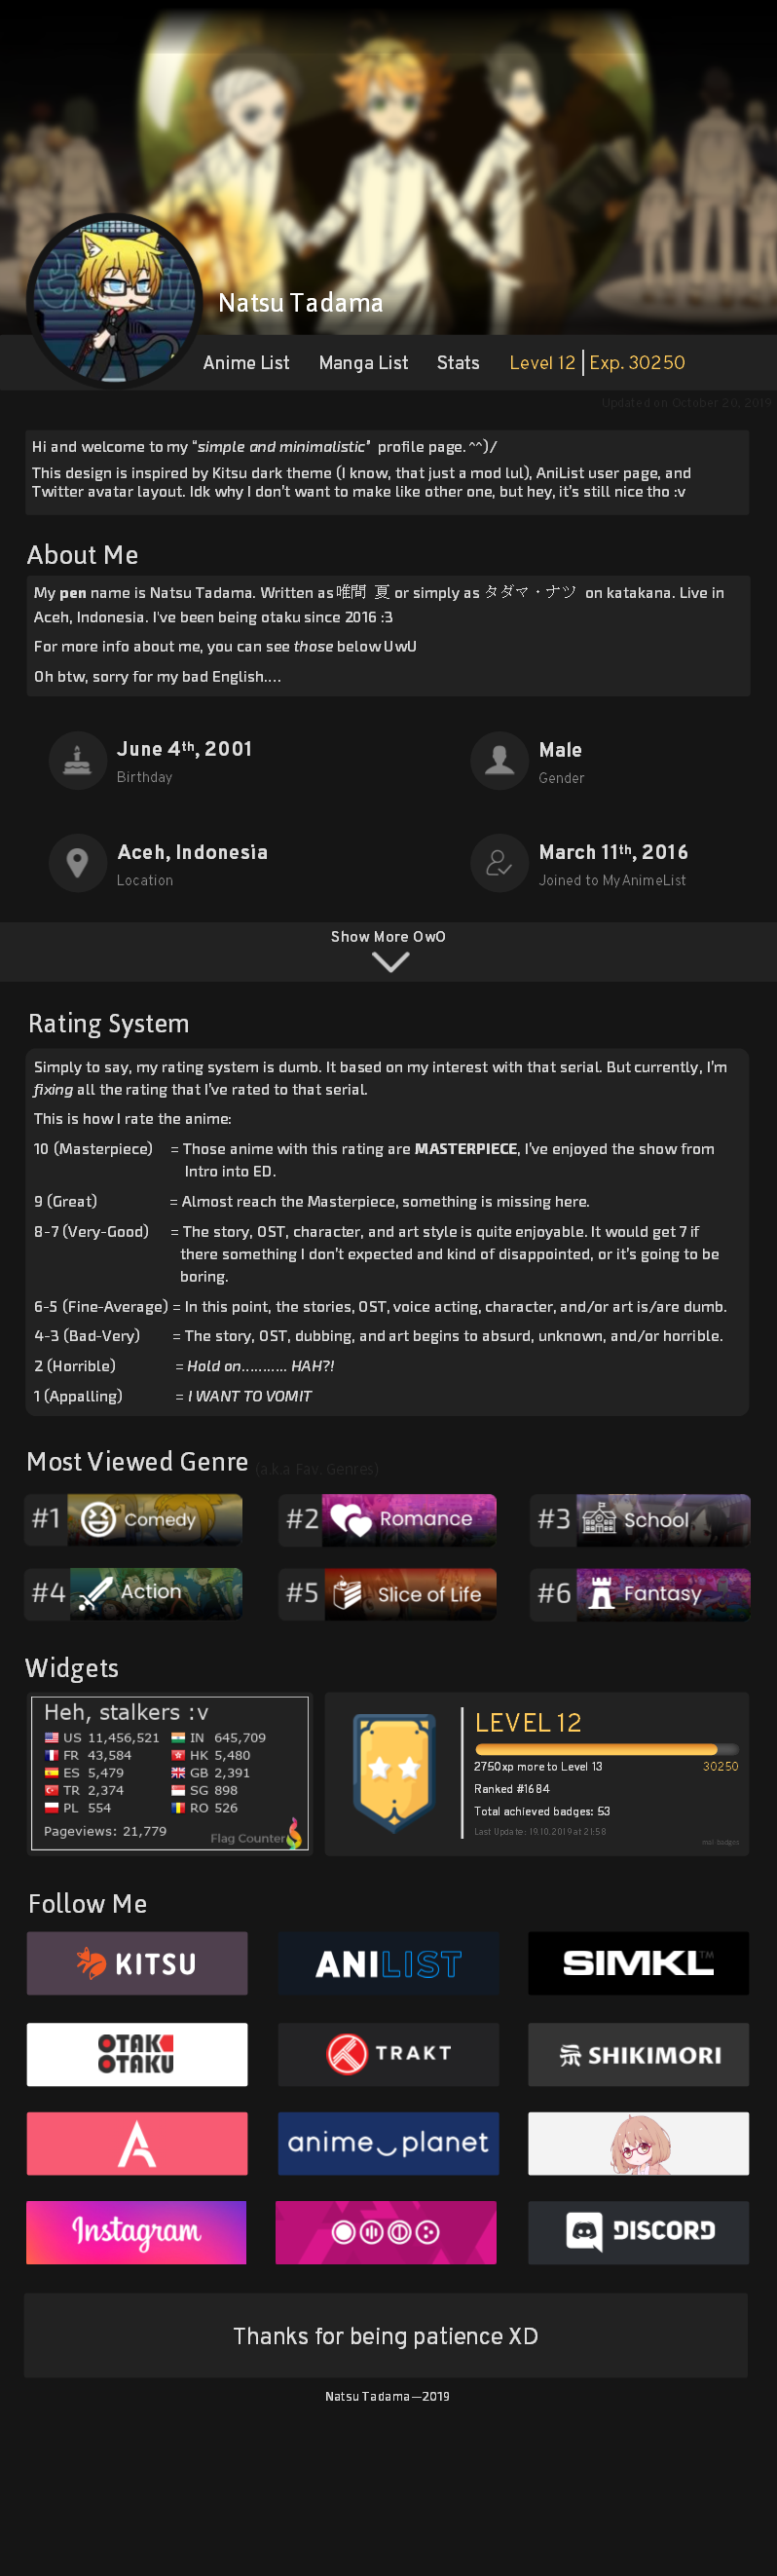 Natsu Tadama
Anime List Manga List Stats Level 12 | Exp. 30250
Updated on October 20, 2019
Hi and welcome to my “simple and minimalistic” profile page. ^^)/
This design is inspired by Kitsu dark theme (I know, that just a mod lul), AniList user page, and
Twitter avatar layout. Idk why I don’t want to make like other one, but hey, it’s still nice tho :v
About Me
My pen name is Natsu Tadama. Written as 唯間 夏 or simply as タダマ・ナツ on katakana. Live in
Aceh, Indonesia. I've been being otaku since 2016 :3
For more info about me, you can see those below UwU
Oh btw, sorry for my bad English....
June 4th, 2001
Birthday
Male
Gender
Aceh, Indonesia
Location
March 11th, 2016
Joined to MyAnimeList
Show More OwO
Rating System
Simply to say, my rating system is dumb. It based on my interest with that serial. But currently, I’m
fixing all the rating that I’ve rated to that serial.
This is how I rate the anime:
10 (Masterpiece) = Those anime with this rating are MASTERPIECE, I’ve enjoyed the show from
Intro into ED.
9 (Great) = Almost reach the Masterpiece, something is missing here.
8-7 (Very-Good) = The story, OST, character, and art style is quite enjoyable. It would get 7 if
there something I don’t expected and kind of disappointed, or it’s going to be
boring.
6-5 (Fine-Average) = In this point, the stories, OST, voice acting, character, and/or art is/are dumb.
4-3 (Bad-Very) = The story, OST, dubbing, and art begins to absurd, unknown, and/or horrible.
2 (Horrible) = Hold on........... HAH?!
1 (Appalling) = I WANT TO VOMIT
Most Viewed Genre (a.k.a Fav. Genres)
#1 Comedy
#2 Romance
#3 School
#4 Action
#5 Slice of Life
#6 Fantasy
Widgets
Heh, stalkers :v
US 11,456,521 IN 645,709
FR 43,584 HK 5,480
ES 5,479 GB 2,391
TR 2,374 SG 898
PL 554 RO 526
Pageviews: 21,779
Flag Counter
LEVEL 12
2750xp more to Level 13 30250
Ranked #1684
Total achieved badges: 53
Last Update: 19.10.2019 at 21:58
mal badges
Follow Me
KITSU
ANILIST
SIMKL™
OTAK
OTAKU
TRAKT
SHIKIMORI
A
anime planet
Instagram
DISCORD
Thanks for being patience XD
Natsu Tadama—2019